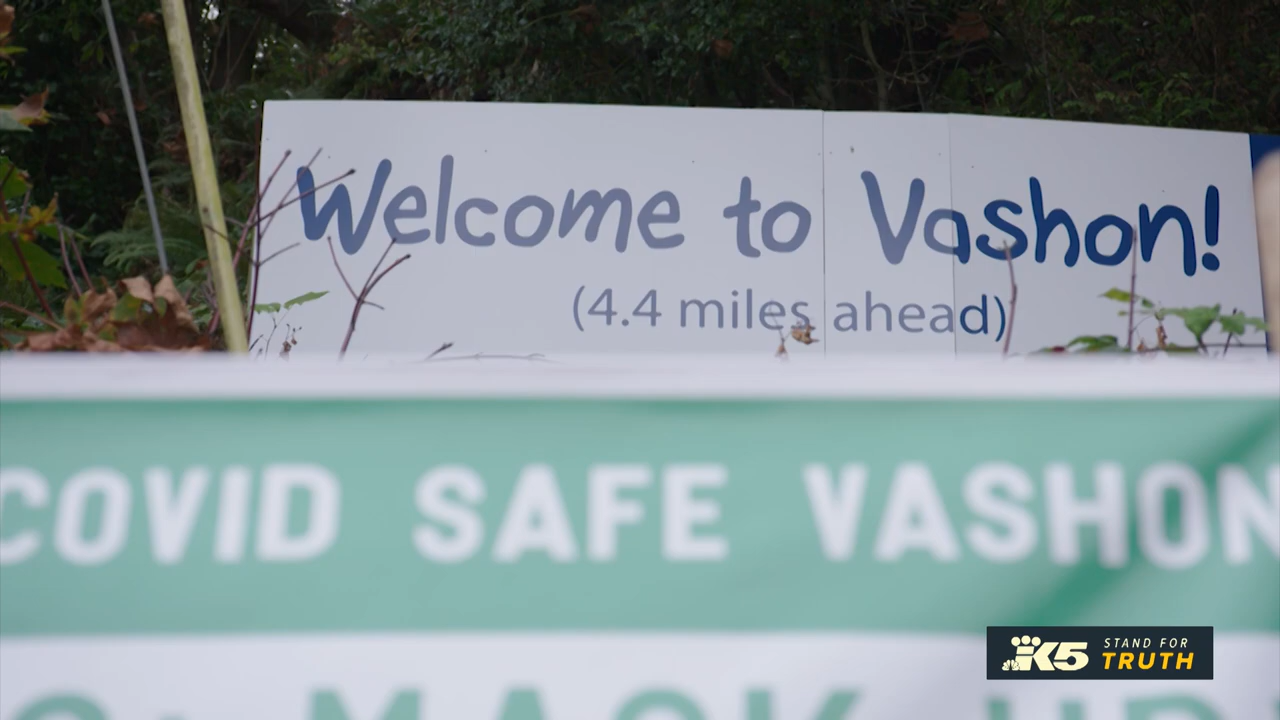 Welcome to Vashon!
(4.4 miles ahead)
COVID SAFE VASHON
K5
STAND FOR
TRUTH